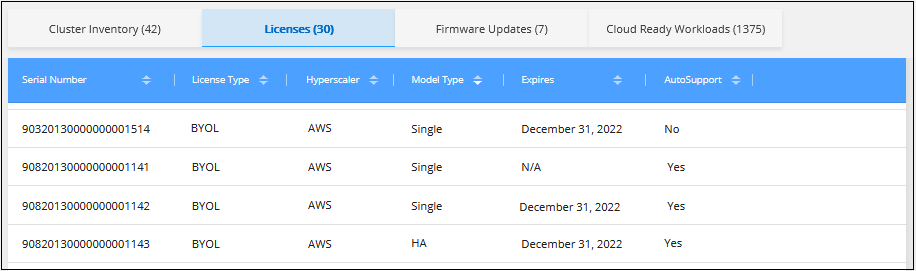 Cluster Inventory (42) Licenses (30) Firmware Updates (7) Cloud Ready Workloads (1375)
Serial Number License Type Hyperscaler Model Type Expires AutoSupport
90320130000000001514 BYOL AWS Single December 31, 2022 No
90820130000000001141 BYOL AWS Single N/A Yes
90820130000000001142 BYOL AWS Single December 31, 2022 Yes
90820130000000001143 BYOL AWS HA December 31, 2022 Yes